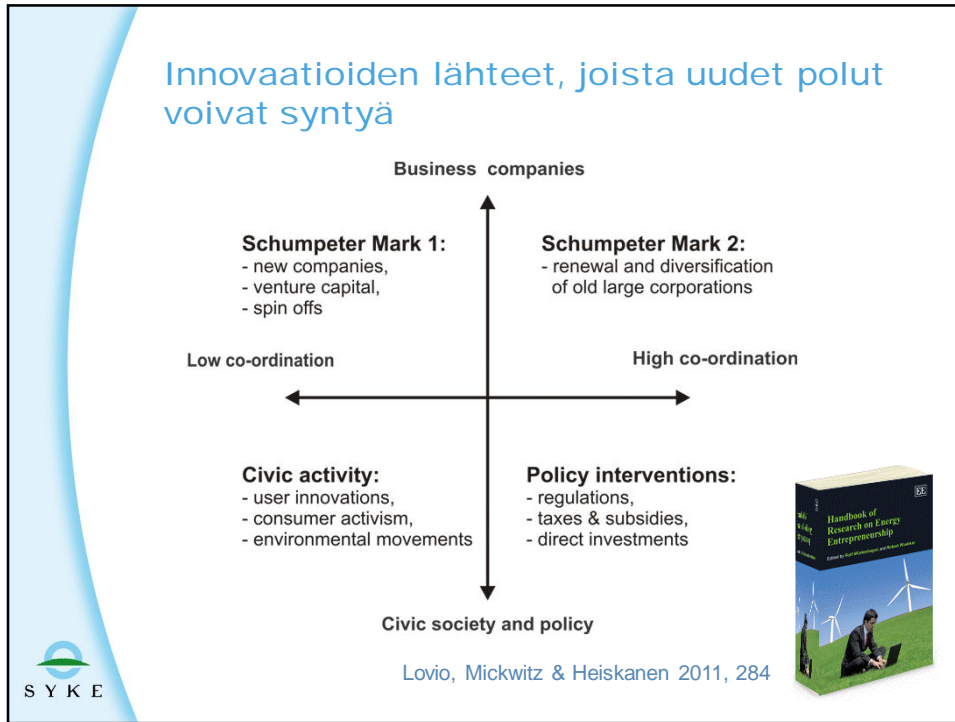 Innovaatioiden lähteet, joista uudet polut
voivat syntyä
Business companies
Schumpeter Mark 1:
- new companies,
- venture capital,
- spin offs
Schumpeter Mark 2:
- renewal and diversification
of old large corporations
Low co-ordination
High co-ordination
Civic activity:
- user innovations,
- consumer activism,
- environmental movements
Policy interventions:
- regulations,
- taxes & subsidies,
- direct investments
EE
Handbook of
Research on Energy
Entrepreneurship
Civic society and policy
Lovio, Mickwitz & Heiskanen 2011, 284
SYKE